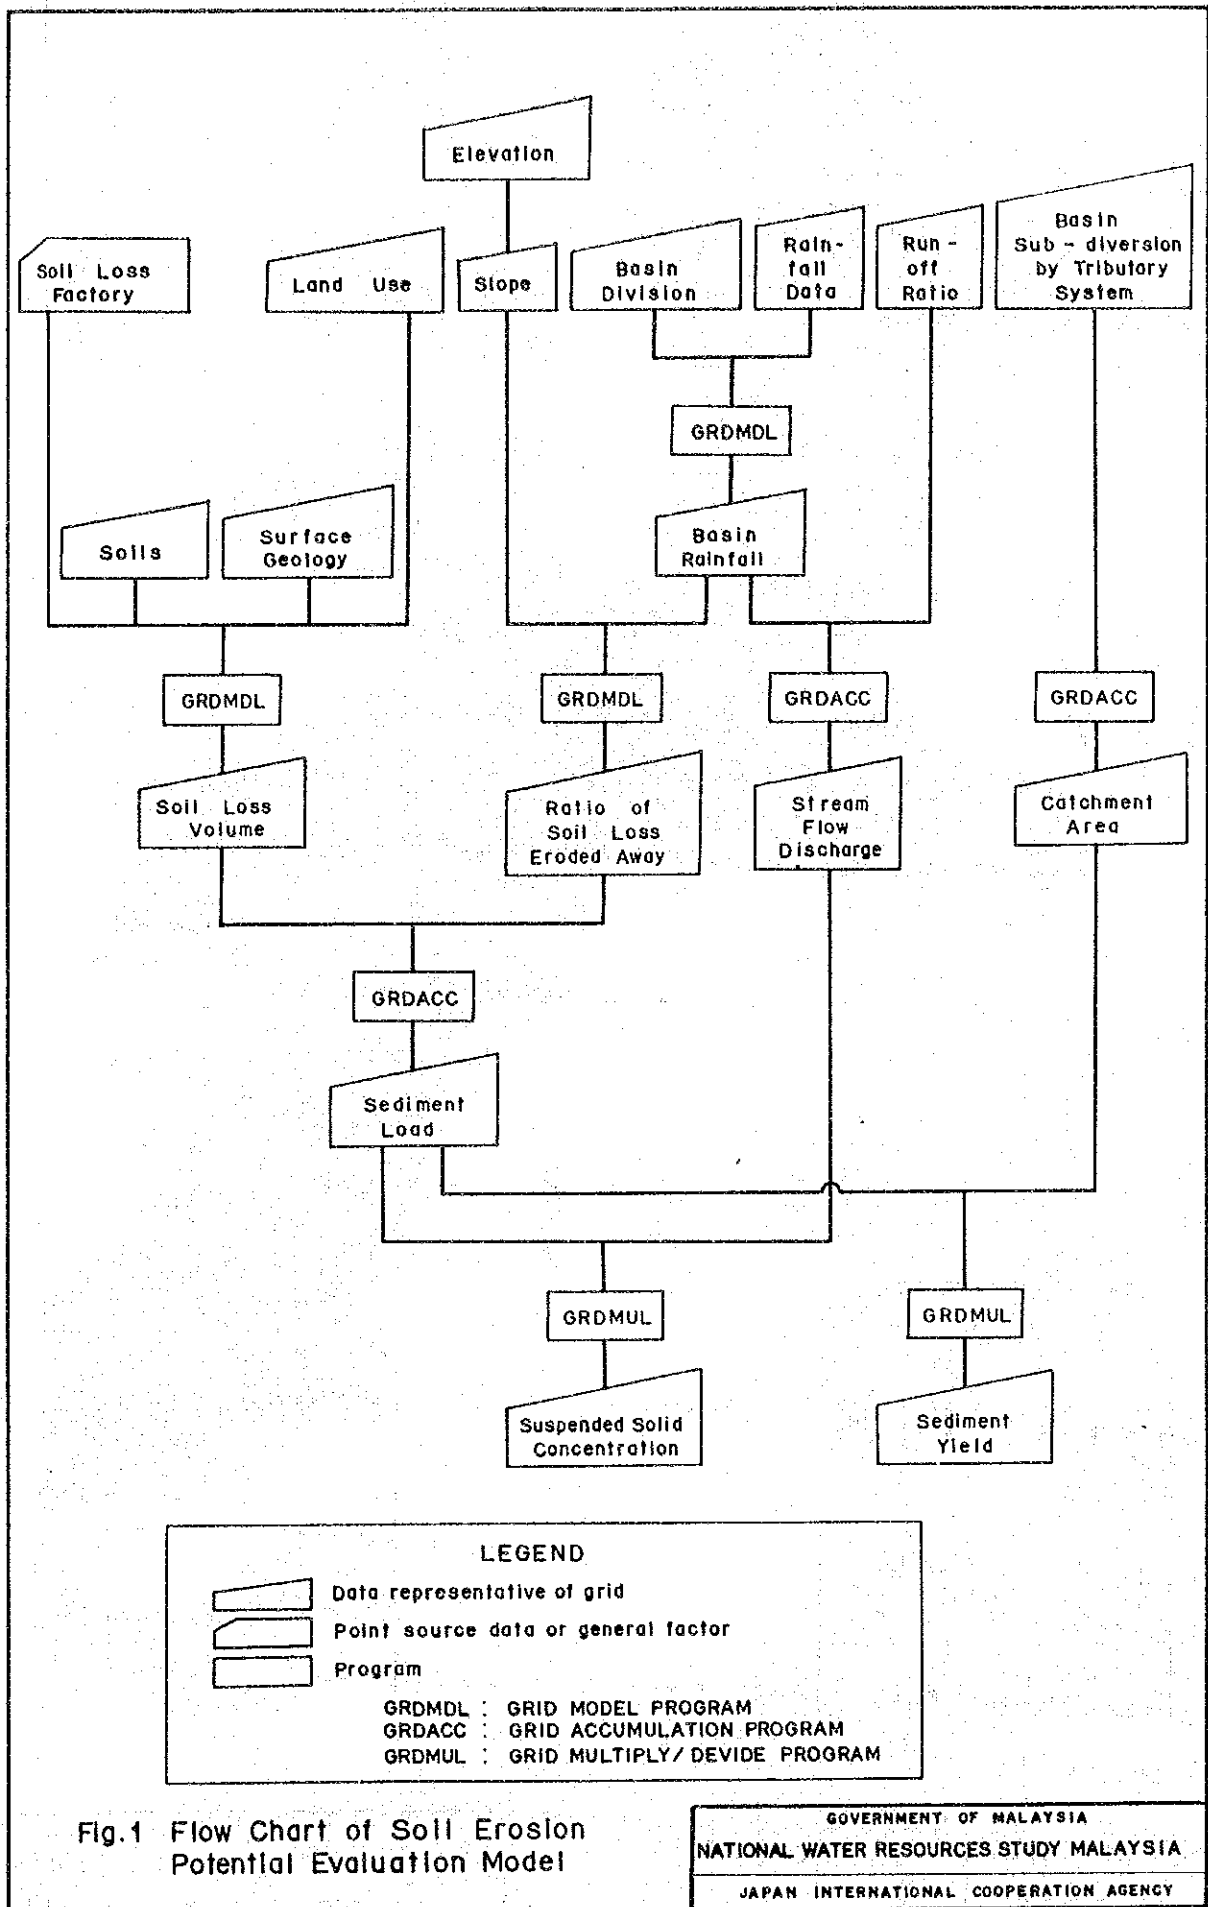 Elevation
Soil Loss
Factory
Land Use
Slope
Basin
Division
Rain-
fall
Data
Run-
off
Ratio
Basin
Sub-diversion
by Tributary
System
GRDMDL
Soils
Surface
Geology
Basin
Rainfall
GRDMDL
GRDMDL
GRDACC
GRDACC
Soil Loss
Volume
Ratio of
Soil Loss
Eroded Away
Stream
Flow
Discharge
Catchment
Area
GRDACC
Sediment
Load
GRDMUL
GRDMUL
Suspended Solid
Concentration
Sediment
Yield
LEGEND
Data representative of grid
Point source data or general factor
Program
GRDMDL : GRID MODEL PROGRAM
GRDACC : GRID ACCUMULATION PROGRAM
GRDMUL : GRID MULTIPLY/DEVIDE PROGRAM
Fig.1 Flow Chart of Soil Erosion
Potential Evaluation Model
GOVERNMENT OF MALAYSIA
NATIONAL WATER RESOURCES STUDY MALAYSIA
JAPAN INTERNATIONAL COOPERATION AGENCY